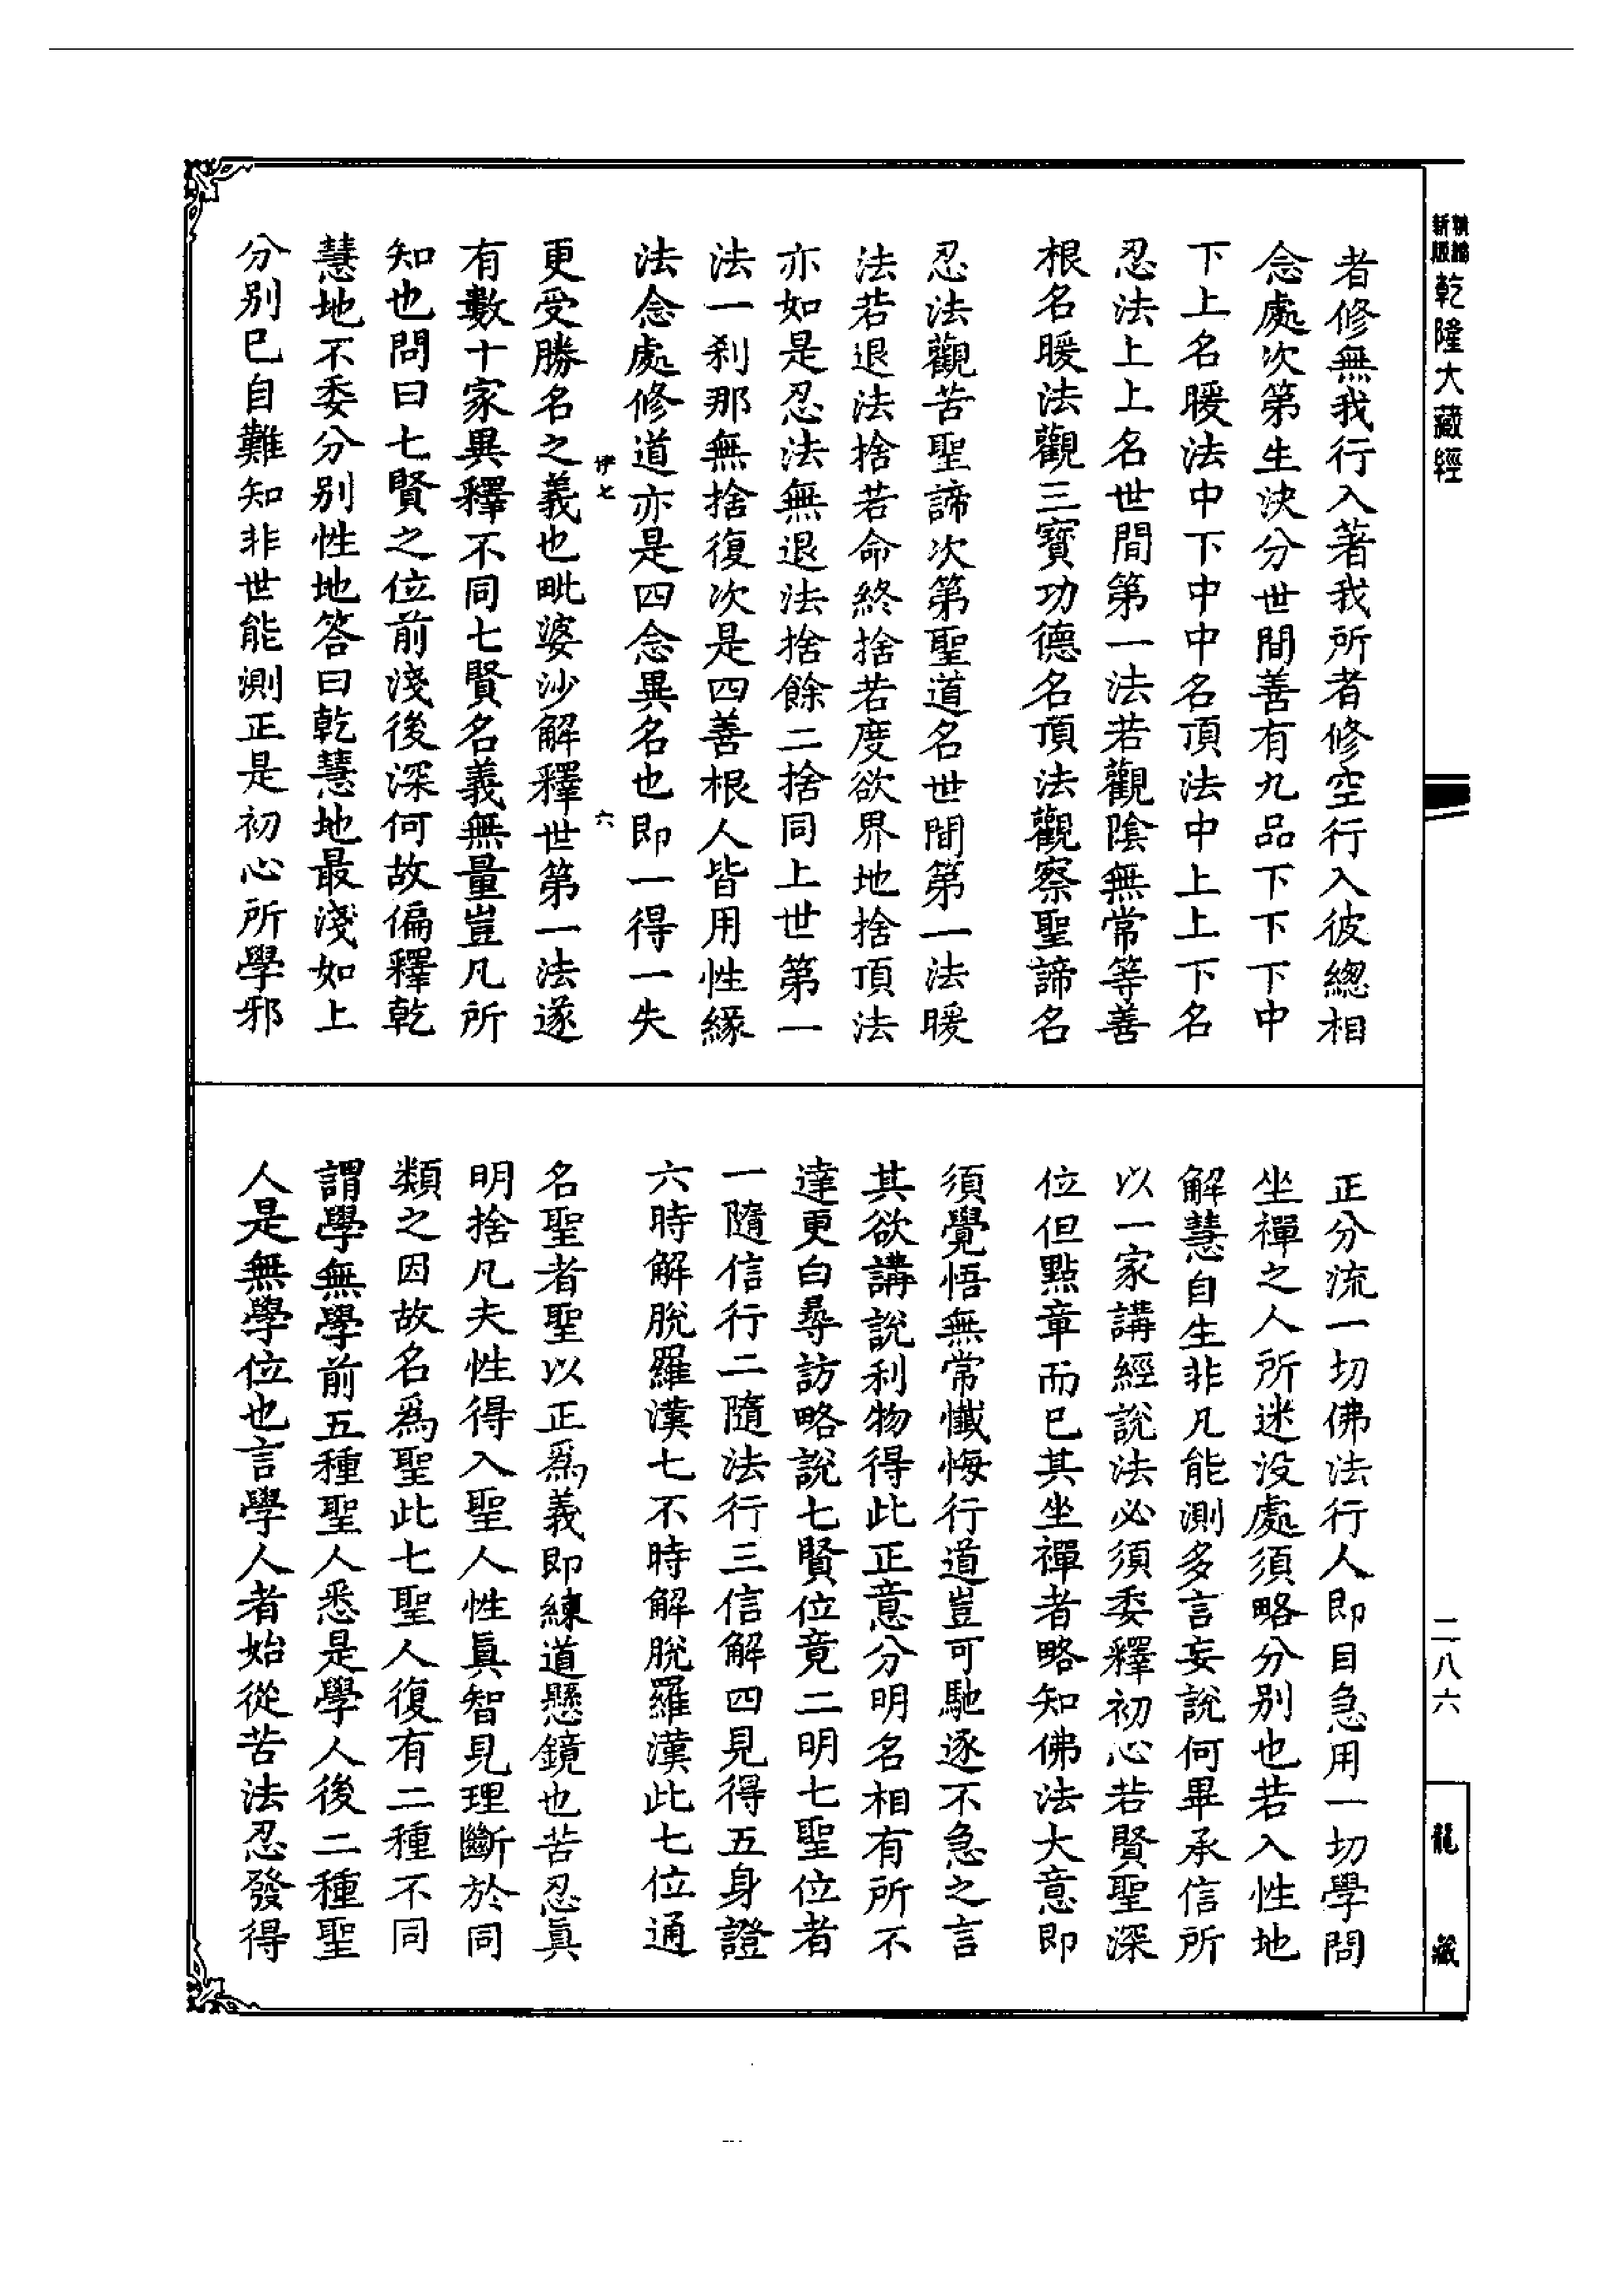 新編縮版
乾隆大藏經
者修無我行入著我所者修空行入彼總相
念處次第生決分世間善有九品下下下中
下上名暖法中下中中名頂法中上上下名
忍法上上名世間第一法若觀陰無常等善
根名暖法觀三寶功德名頂法觀察聖諦名
忍法觀苦聖諦次第聖道名世間第一法暖
法若退法捨若命終捨若度欲界地捨頂法
亦如是忍法無退法捨餘二捨同上世第一
法一剎那無捨復次是四善根人皆用性緣
法念處修道亦是四念異名也即一得一失
伊七
六
更受勝名之義也毗婆沙解釋世第一法遂
有數十家異釋不同七賢名義無量豈凡所
知也問曰七賢之位前淺後深何故偏釋乾
慧地不委分別性地答曰乾慧地最淺如上
分別已自難知非世能測正是初心所學邪
正分流一切佛法行人即目急用一切學問
坐禪之人所迷沒處須略分別也若入性地
解慧自生非凡能測多言妄說何畢承信所
以一家講經說法必須委釋初心若賢聖深
位但點章而已其坐禪者略知佛法大意即
須覺悟無常懺悔行道豈可馳逐不急之言
其欲講說利物得此正意分明名相有所不
達更白尋訪略說七賢位竟二明七聖位者
一隨信行二隨法行三信解四見得五身證
六時解脫羅漢七不時解脫羅漢此七位通
名聖者聖以正為義即練道懸鏡也苦忍真
明捨凡夫性得入聖人性真智見理斷於同
類之因故名為聖此七聖人復有二種不同
謂學無學前五種聖人悉是學人後二種聖
人是無學位也言學人者始從苦法忍發得
二八六
龍藏